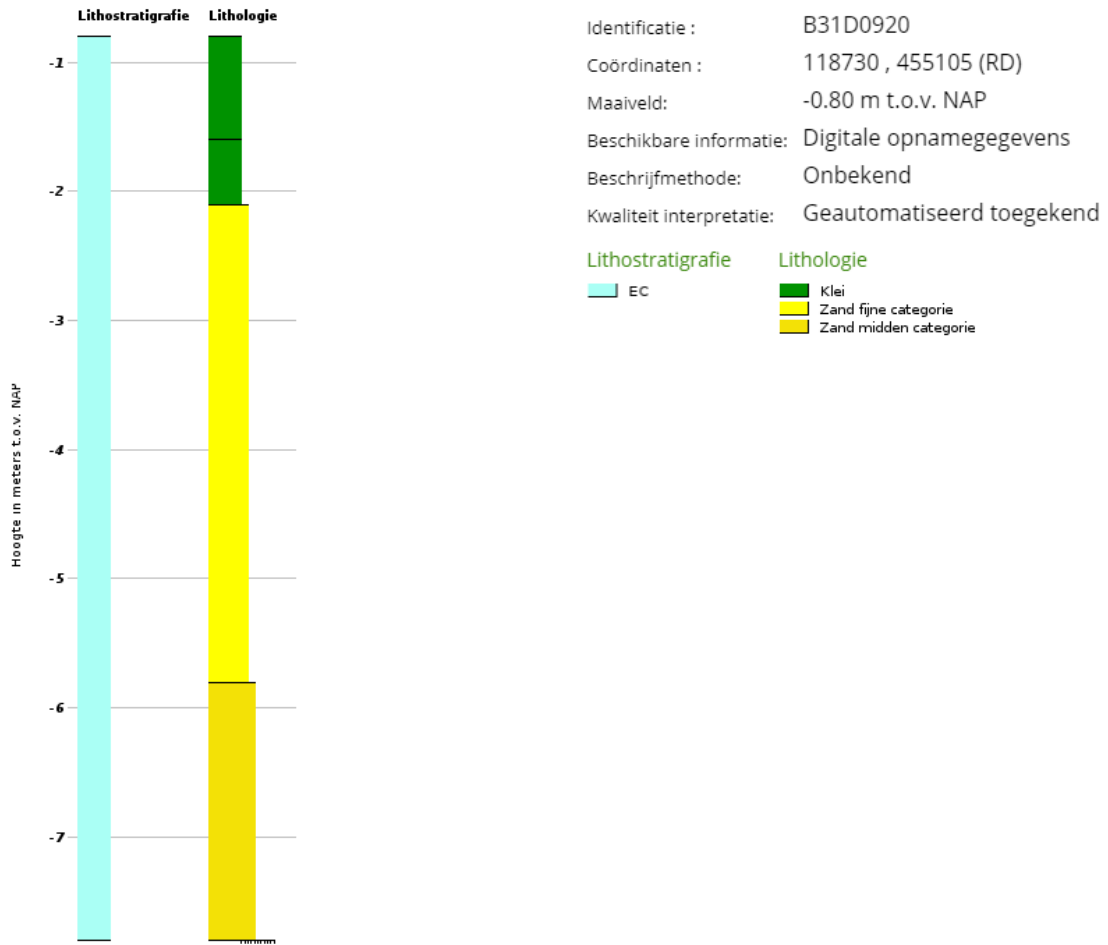 Lithostratigrafie Lithologie
-1
-2
-3
-4
-5
-6
-7
Hoogte in meters t.o.v. NAP
Identificatie : B31D0920
Coördinaten : 118730 , 455105 (RD)
Maaiveld: -0.80 m t.o.v. NAP
Beschikbare informatie: Digitale opnamegegevens
Beschrijfmethode: Onbekend
Kwaliteit interpretatie: Geautomatiseerd toegekend
Lithostratigrafie Lithologie
EC Klei
Zand fijne categorie
Zand midden categorie